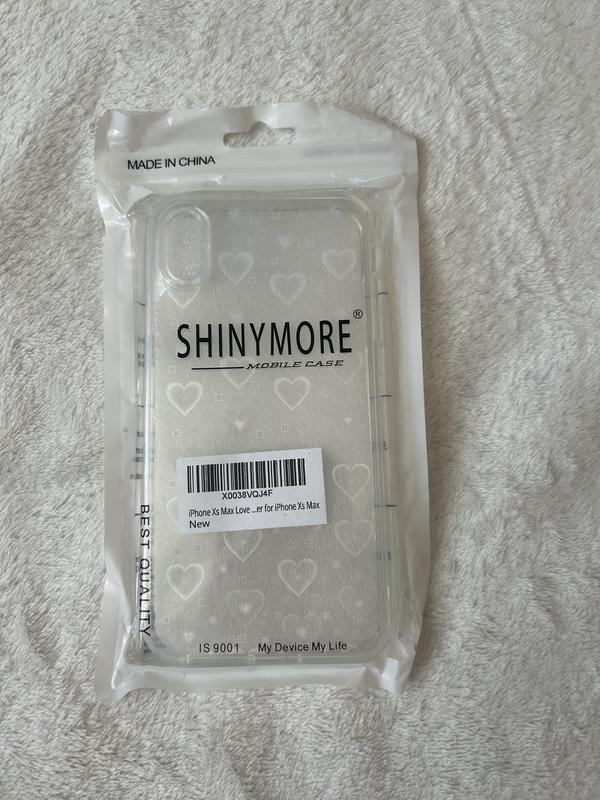 MADE IN CHINA
SHINYMORE®
MOBILE CASE
X0038VQJ4F
iPhone Xs Max Love ...er for iPhone Xs Max
New
BEST QUALITY
IS 9001 My Device My Life